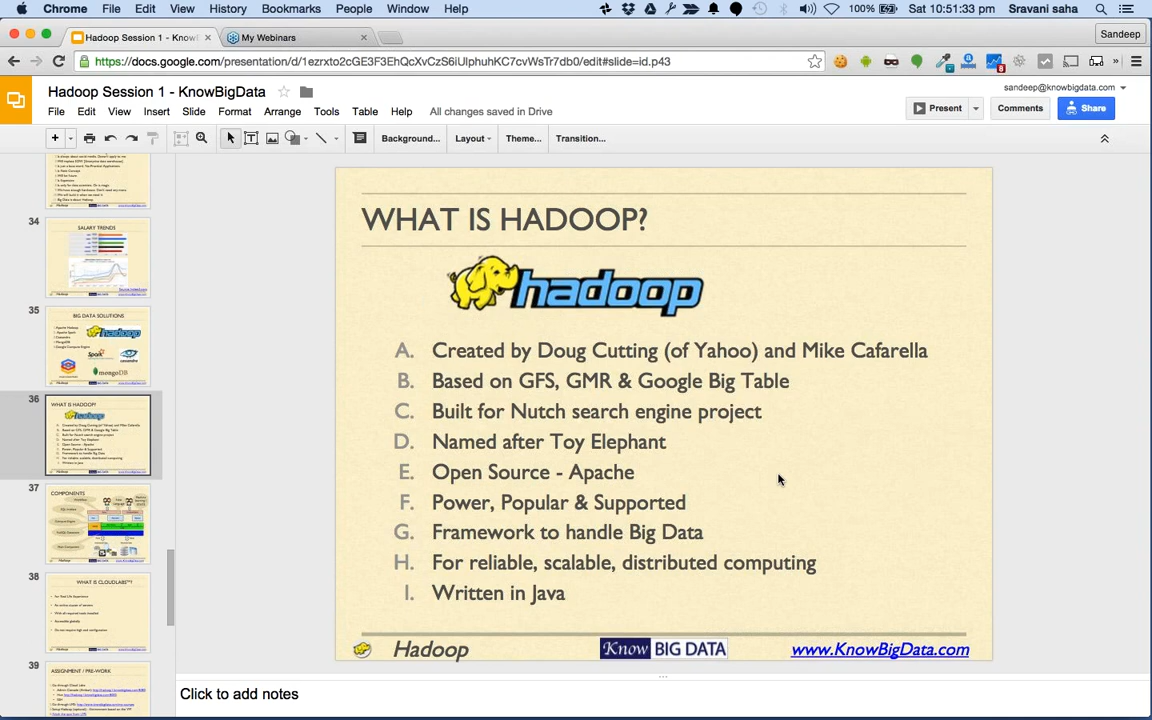 Chrome File Edit View History Bookmarks People Window Help 100% Sat 10:51:33 pm Sravani saha
Hadoop Session 1 - KnowB × My Webinars × Sandeep
https://docs.google.com/presentation/d/1ezrxto2cGE3F3EhQcXvCzS6iUlphuhKC7cvWsTr7db0/edit#slide=id.p43
Hadoop Session 1 - KnowBigData
sandeep@knowbigdata.com
File Edit View Insert Slide Format Arrange Tools Table Help All changes saved in Drive
Present Comments Share
Background... Layout Theme... Transition...
34
SALARY TRENDS
35
BIG DATA SOLUTIONS
hadoop
Spark
mongoDB
36
WHAT IS HADOOP?
37
COMPONENTS
38
WHAT IS CLOUDLABS™?
39
ASSIGNMENT / PRE-WORK
WHAT IS HADOOP?
hadoop
A. Created by Doug Cutting (of Yahoo) and Mike Cafarella
B. Based on GFS, GMR & Google Big Table
C. Built for Nutch search engine project
D. Named after Toy Elephant
E. Open Source - Apache
F. Power, Popular & Supported
G. Framework to handle Big Data
H. For reliable, scalable, distributed computing
I. Written in Java
Hadoop Know BIG DATA www.KnowBigData.com
Click to add notes